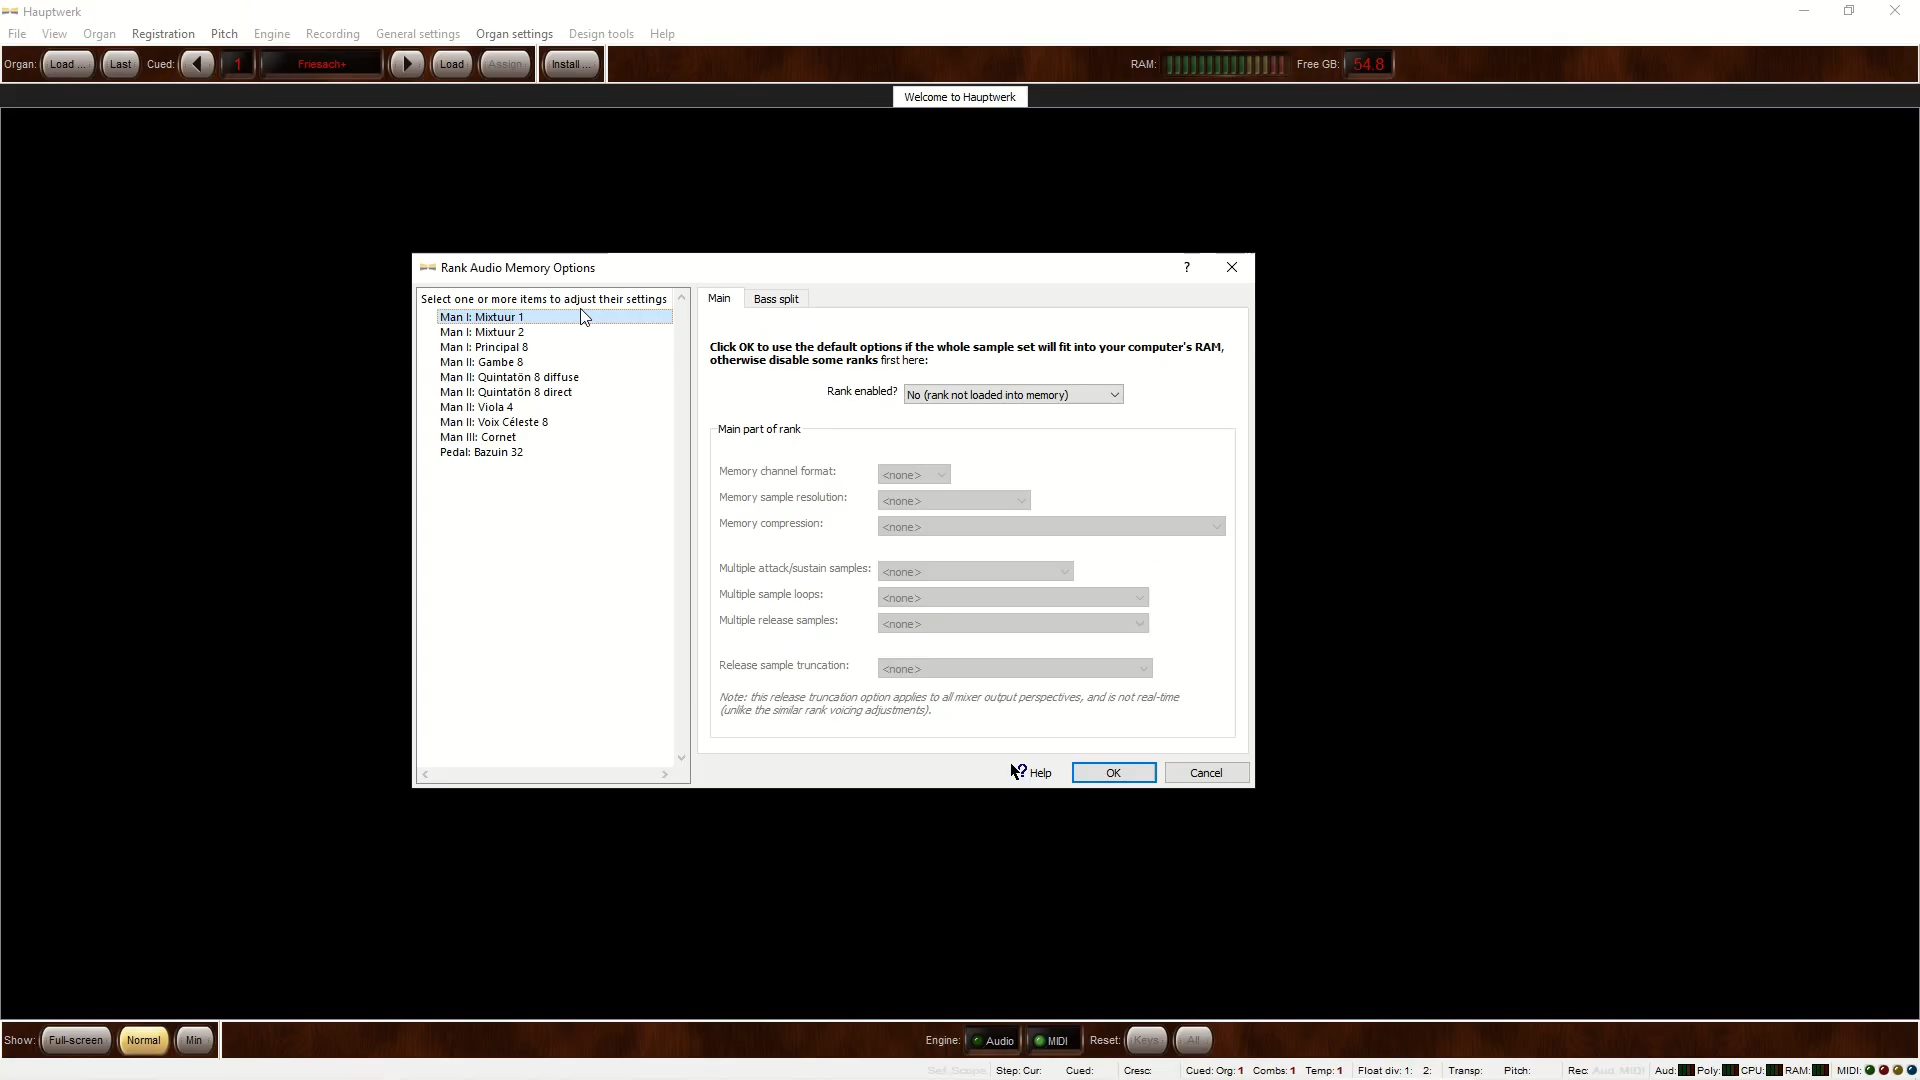 Hauptwerk
File View Organ Registration Pitch Engine Recording General settings Organ settings Design tools Help
Organ: Load ... Last Cued: 1 Friesach+ Load Assign Install ... RAM: Free GB: 54.8
Welcome to Hauptwerk
Rank Audio Memory Options ?
Select one or more items to adjust their settings
Man I: Mixtuur 1
Man I: Mixtuur 2
Man I: Principal 8
Man II: Gambe 8
Man II: Quintatön 8 diffuse
Man II: Quintatön 8 direct
Man II: Viola 4
Man II: Voix Céleste 8
Man III: Cornet
Pedal: Bazuin 32
Main Bass split
Click OK to use the default options if the whole sample set will fit into your computer's RAM,
otherwise disable some ranks first here:
Rank enabled? No (rank not loaded into memory)
Main part of rank
Memory channel format: <none>
Memory sample resolution: <none>
Memory compression: <none>
Multiple attack/sustain samples: <none>
Multiple sample loops: <none>
Multiple release samples: <none>
Release sample truncation: <none>
Note: this release truncation option applies to all mixer output perspectives, and is not real-time
(unlike the similar rank voicing adjustments).
? Help OK Cancel
Show: Full-screen Normal Min Engine: Audio MIDI Reset: Keys All
Set Scope Step: Cur: Cued: Cresc: Cued: Org: 1 Combs: 1 Temp: 1 Float div: 1: 2: Transp: Pitch: Rec: Aud. MIDI Aud: Poly: CPU: RAM: MIDI: